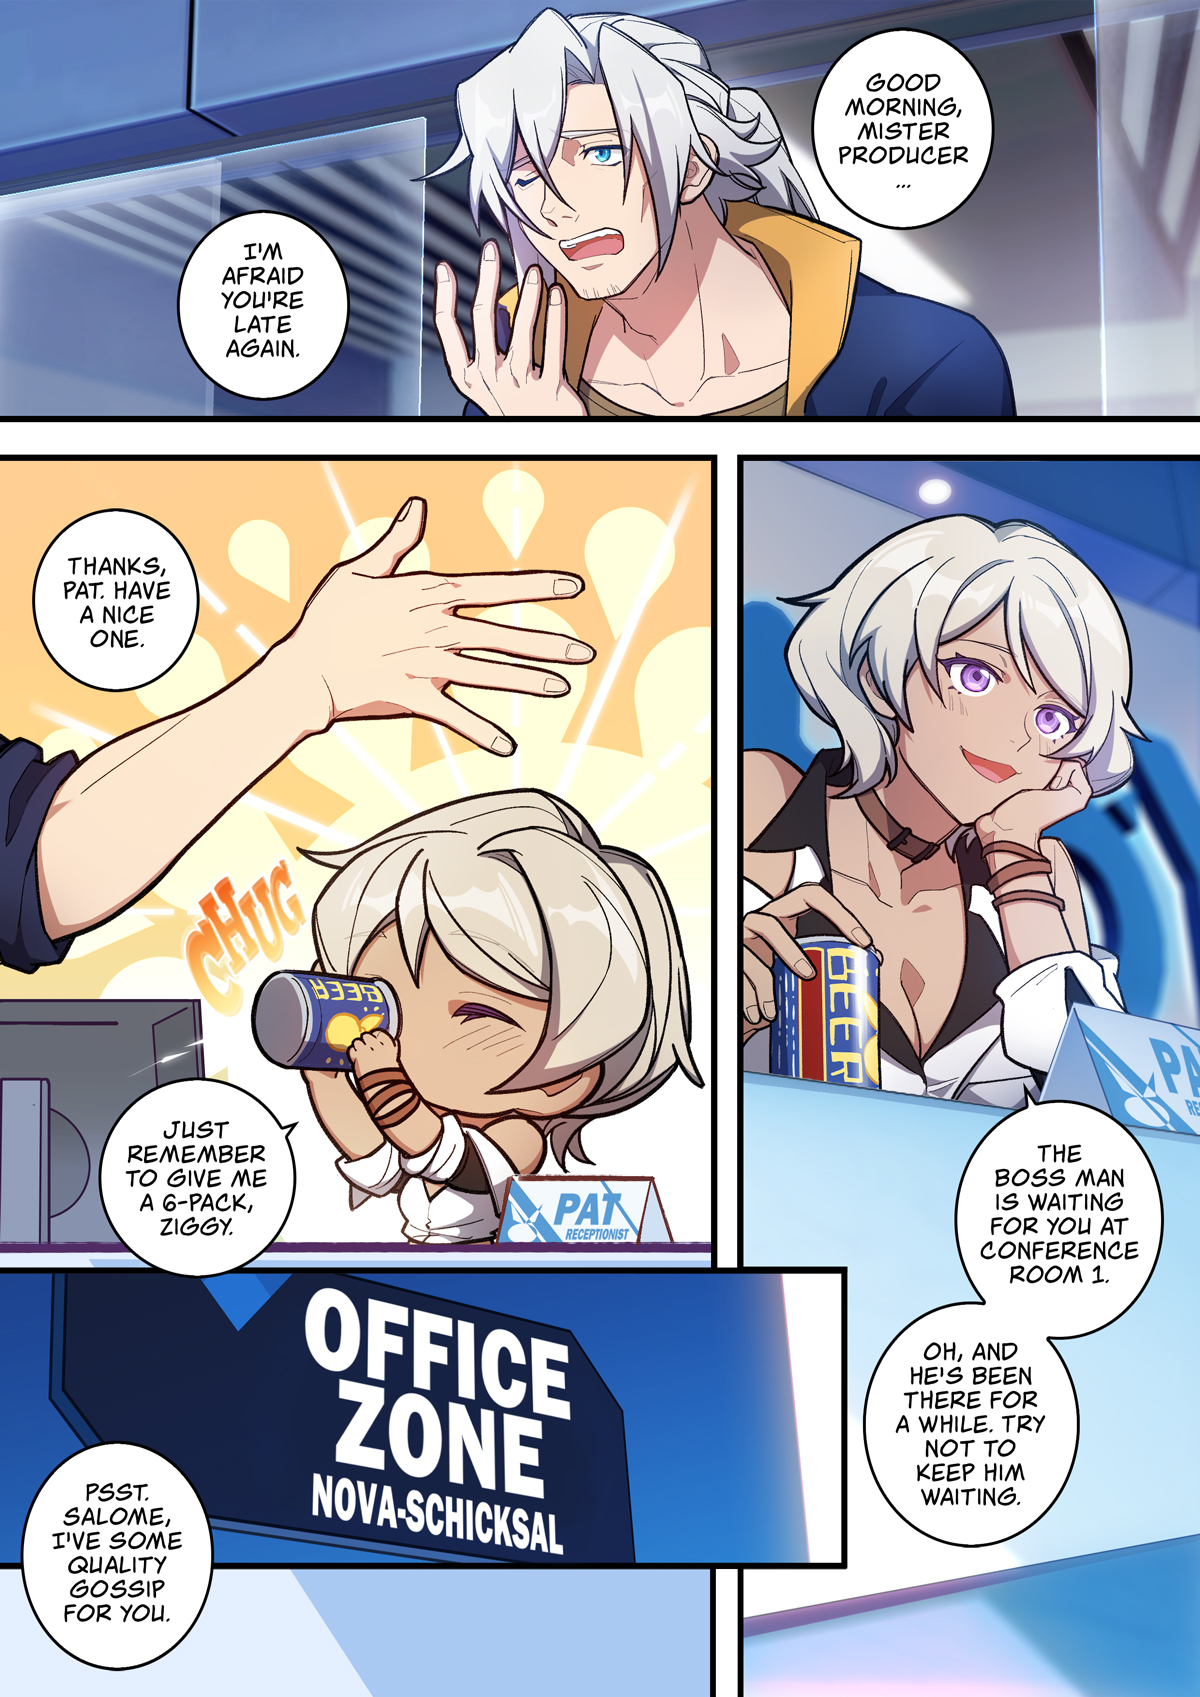 GOOD
MORNING,
MISTER
PRODUCER
...
I'M
AFRAID
YOU'RE
LATE
AGAIN.
THANKS,
PAT. HAVE
A NICE
ONE.
CHUG
BEER
JUST
REMEMBER
TO GIVE ME
A 6-PACK,
ZIGGY.
PAT
RECEPTIONIST
BEER
PA
RE
THE
BOSS MAN
IS WAITING
FOR YOU AT
CONFERENCE
ROOM 1.
OH, AND
HE'S BEEN
THERE FOR
A WHILE. TRY
NOT TO
KEEP HIM
WAITING.
OFFICE
ZONE
NOVA-SCHICKSAL
PSST.
SALOME,
I'VE SOME
QUALITY
GOSSIP
FOR YOU.